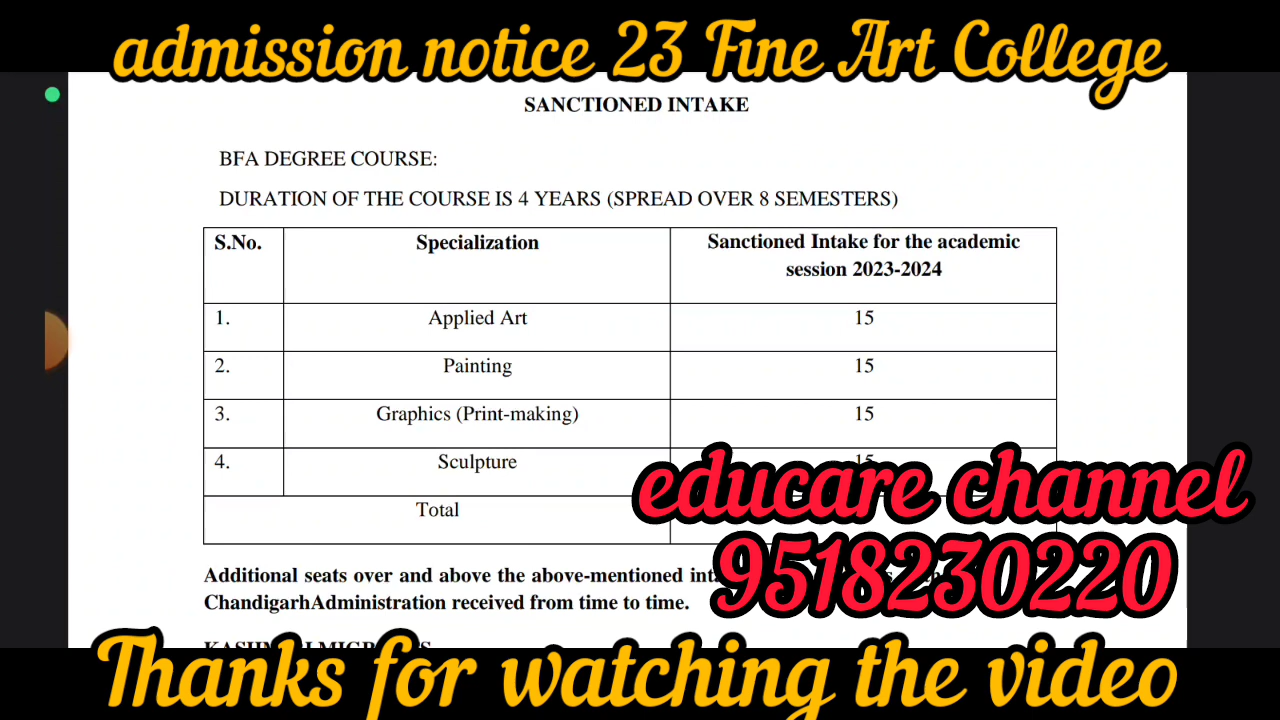 admission notice 23 Fine Art College
SANCTIONED INTAKE
BFA DEGREE COURSE:
DURATION OF THE COURSE IS 4 YEARS (SPREAD OVER 8 SEMESTERS)
S.No. Specialization Sanctioned Intake for the academic session 2023-2024
1. Applied Art 15
2. Painting 15
3. Graphics (Print-making) 15
4. Sculpture 15
educare channel
Total
9518230220
Additional seats over and above the above-mentioned
ChandigarhAdministration received from time to time.
Thanks for watching the video